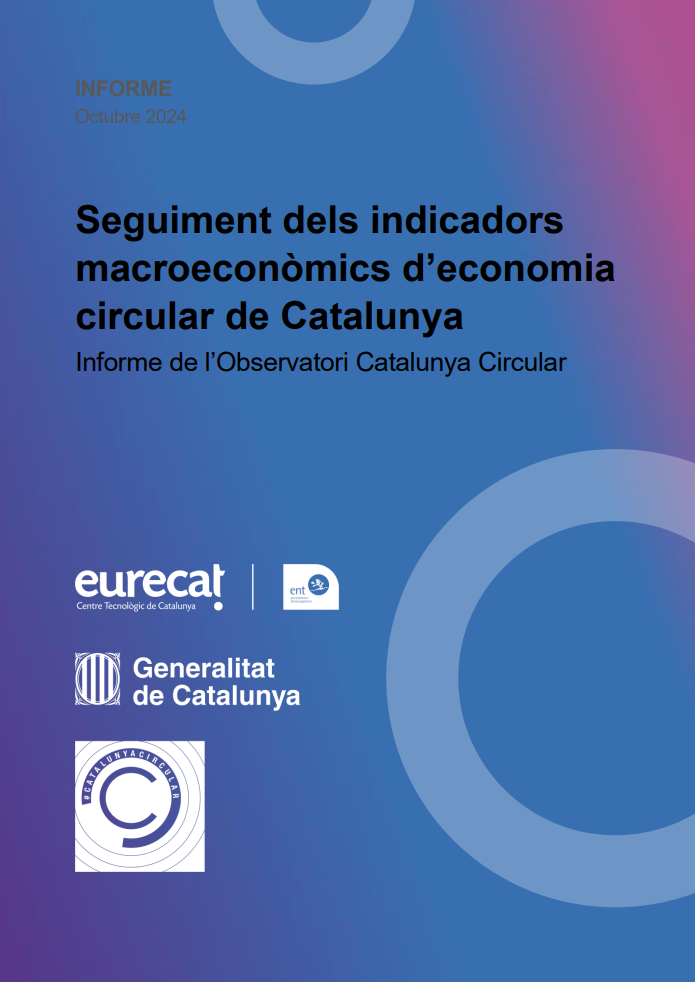 INFORME
Octubre 2024
Seguiment dels indicadors
macroeconòmics d’economia
circular de Catalunya
Informe de l’Observatori Catalunya Circular
eurecat
Centre Tecnològic de Catalunya
ent
Generalitat
de Catalunya
#CATALUNYACIRCULAR